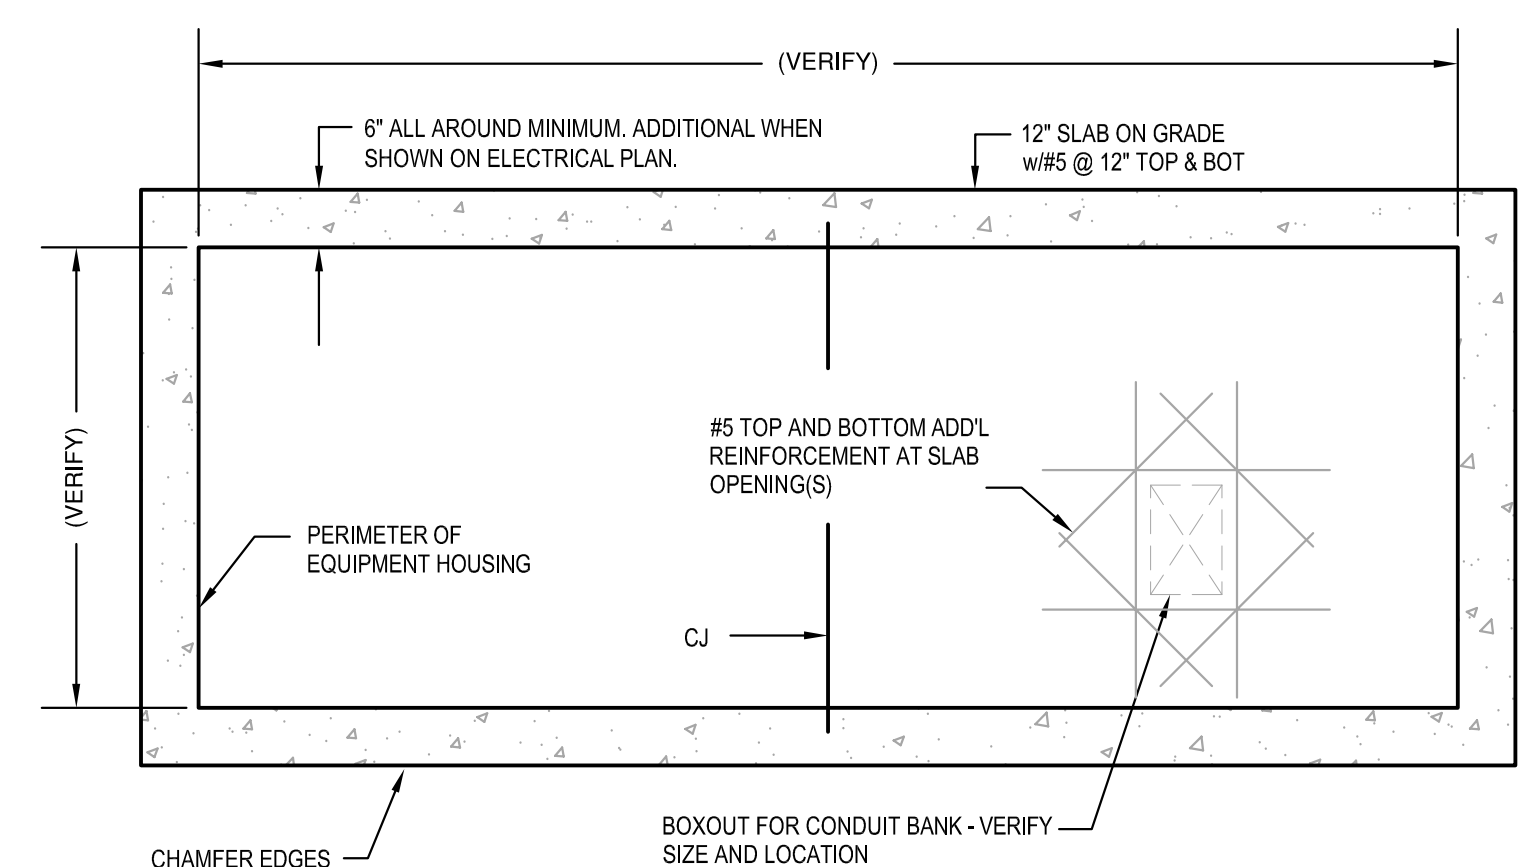 (VERIFY)
6" ALL AROUND MINIMUM. ADDITIONAL WHEN
SHOWN ON ELECTRICAL PLAN.
12" SLAB ON GRADE
w/#5 @ 12" TOP & BOT
(VERIFY)
#5 TOP AND BOTTOM ADD'L
REINFORCEMENT AT SLAB
OPENING(S)
PERIMETER OF
EQUIPMENT HOUSING
CJ
BOXOUT FOR CONDUIT BANK - VERIFY
SIZE AND LOCATION
CHAMFER EDGES